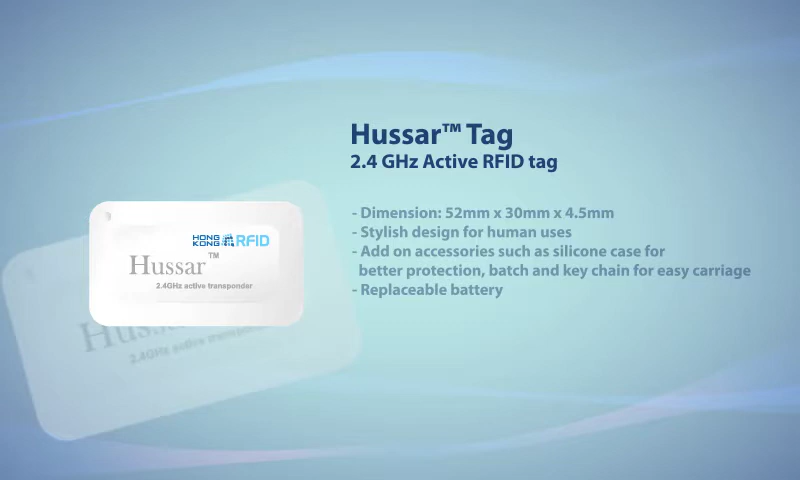 Hussar™ Tag
2.4 GHz Active RFID tag
- Dimension: 52mm x 30mm x 4.5mm
- Stylish design for human uses
- Add on accessories such as silicone case for
better protection, batch and key chain for easy carriage
- Replaceable battery
HONG KONG RFID
Hussar™
2.4GHz active transponder
Hussar
2.4GHz active transponder